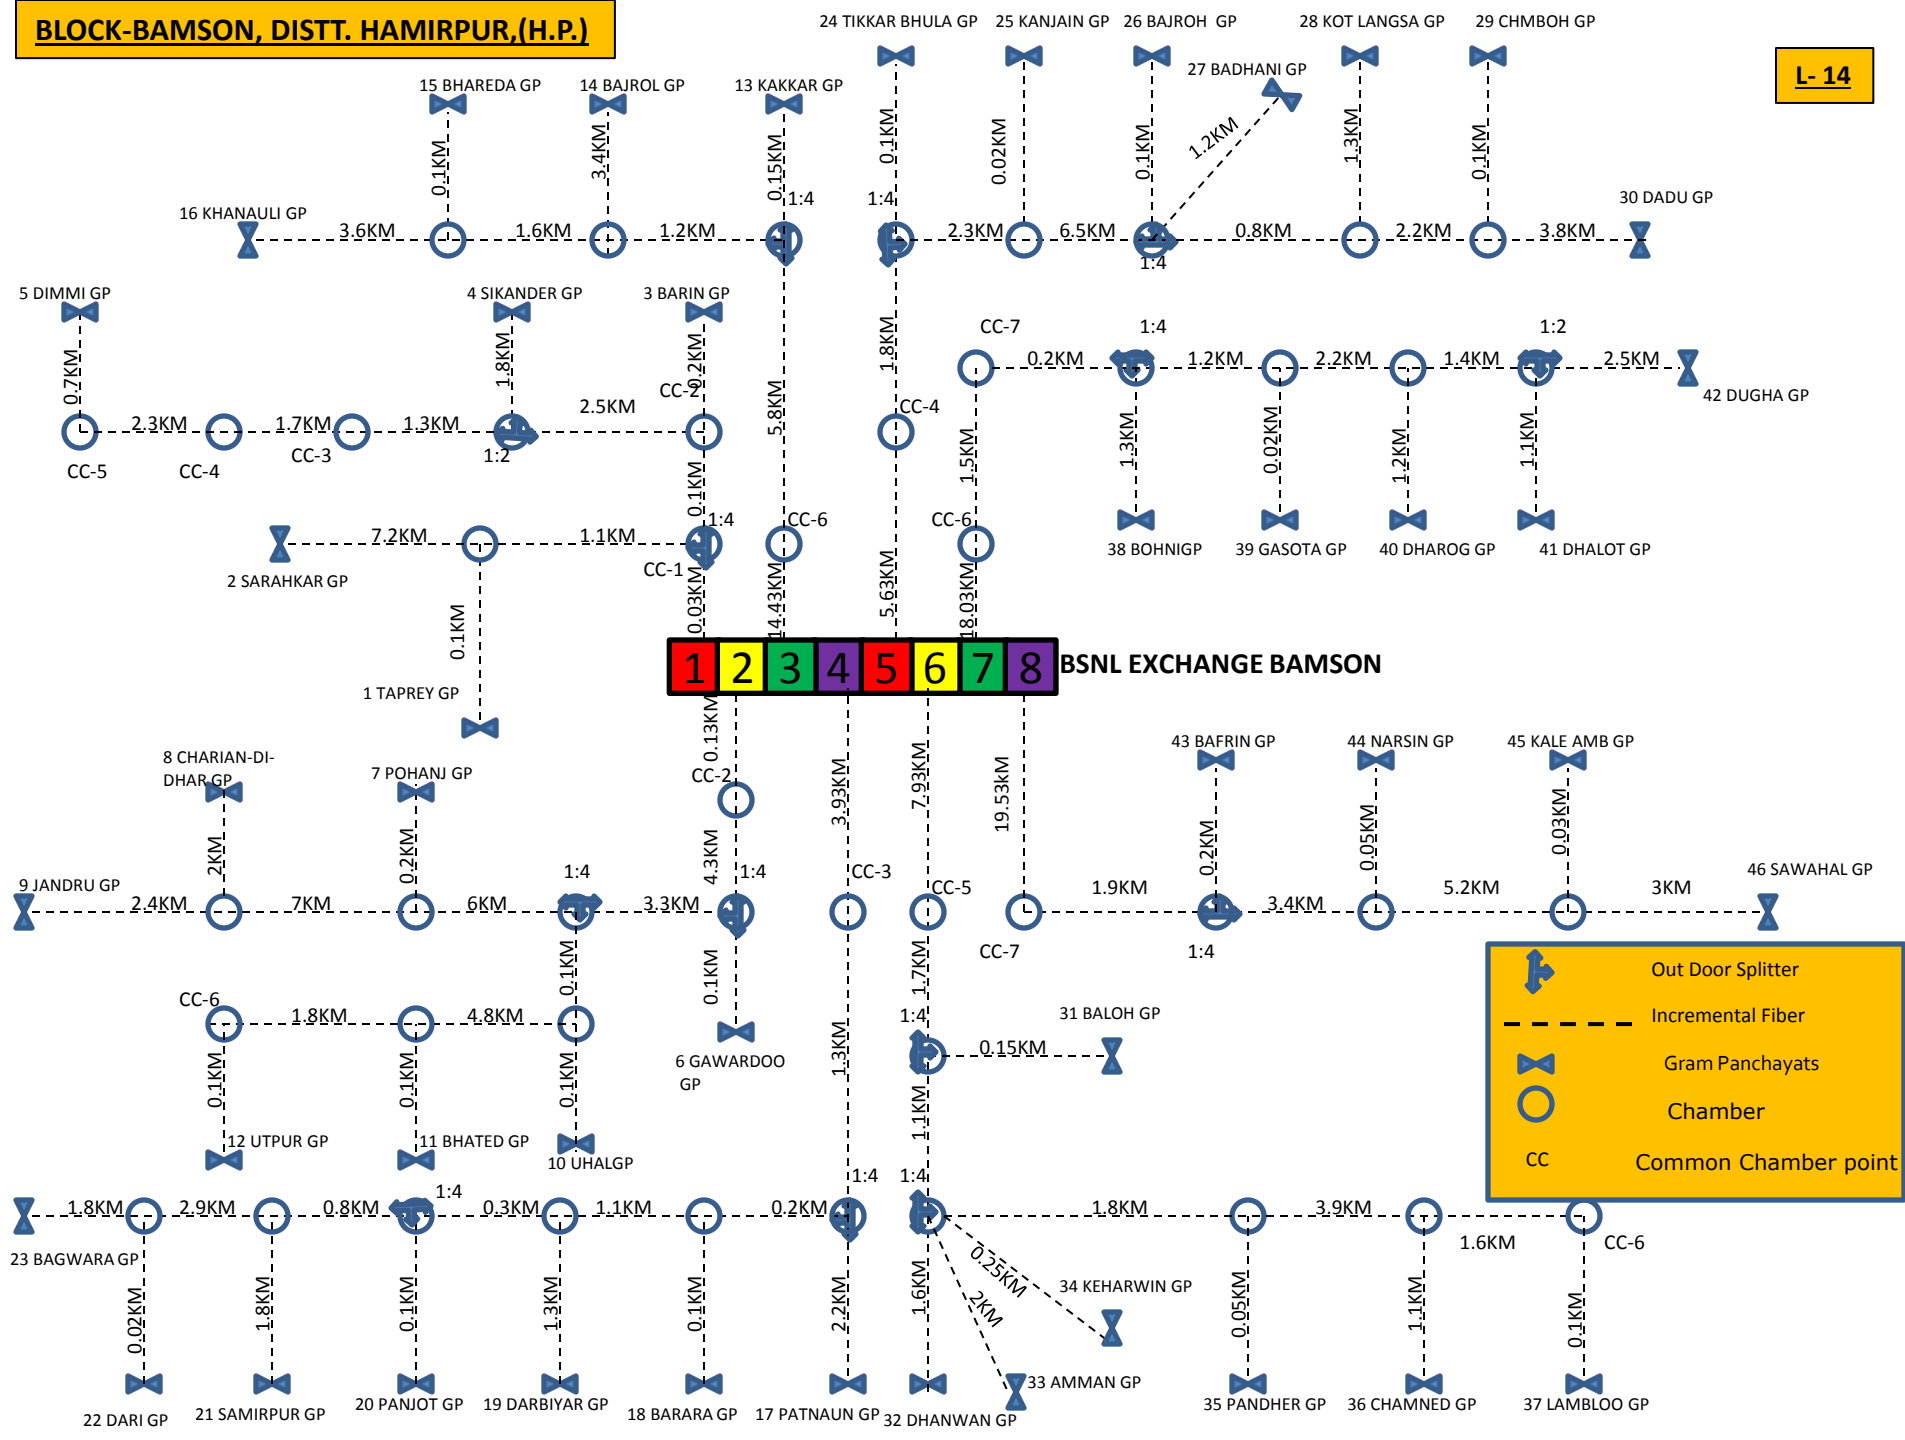 BLOCK-BAMSON, DISTT. HAMIRPUR,(H.P.)
L- 14
24 TIKKAR BHULA GP
25 KANJAIN GP
26 BAJROH GP
28 KOT LANGSA GP
29 CHMBOH GP
27 BADHANI GP
15 BHAREDA GP
14 BAJROL GP
13 KAKKAR GP
0.1KM
3.4KM
0.15KM
0.1KM
0.02KM
0.1KM
1.2KM
1.3KM
0.1KM
1:4
1:4
16 KHANAULI GP
30 DADU GP
3.6KM
1.6KM
1.2KM
2.3KM
6.5KM
0.8KM
2.2KM
3.8KM
1:4
5 DIMMI GP
4 SIKANDER GP
3 BARIN GP
0.7KM
1.8KM
0.2KM
5.8KM
1.8KM
CC-7
1:4
1:2
0.2KM
1.2KM
2.2KM
1.4KM
2.5KM
42 DUGHA GP
CC-2
2.5KM
CC-4
2.3KM
1.7KM
1.3KM
CC-5
CC-4
CC-3
1:2
0.1KM
1.5KM
1.3KM
0.02KM
1.2KM
1.1KM
1:4
CC-6
CC-6
7.2KM
1.1KM
CC-1
2 SARAHKAR GP
38 BOHNIGP
39 GASOTA GP
40 DHAROG GP
41 DHALOT GP
0.03KM
14.43KM
5.63KM
18.03KM
0.1KM
1 2 3 4 5 6 7 8
BSNL EXCHANGE BAMSON
1 TAPREY GP
0.13KM
3.93KM
7.93KM
19.53kM
43 BAFRIN GP
44 NARSIN GP
45 KALE AMB GP
8 CHARIAN-DI-
DHAR GP
7 POHANJ GP
CC-2
2KM
0.2KM
4.3KM
0.2KM
0.05KM
0.03KM
1:4
1:4
CC-3
CC-5
9 JANDRU GP
46 SAWAHAL GP
2.4KM
7KM
6KM
3.3KM
1.9KM
3.4KM
5.2KM
3KM
CC-7
1:4
0.1KM
0.1KM
1.7KM
CC-6
1.8KM
4.8KM
1:4
31 BALOH GP
0.15KM
6 GAWARDOO
GP
1.3KM
0.1KM
0.1KM
0.1KM
1.1KM
12 UTPUR GP
11 BHATED GP
10 UHALGP
Out Door Splitter
Incremental Fiber
Gram Panchayats
Chamber
CC
Common Chamber point
1:4
1:4
1:4
1.8KM
2.9KM
0.8KM
0.3KM
1.1KM
0.2KM
1.8KM
3.9KM
1.6KM
CC-6
23 BAGWARA GP
0.02KM
1.8KM
0.1KM
1.3KM
0.1KM
2.2KM
1.6KM
2KM
0.25KM
34 KEHARWIN GP
0.05KM
1.1KM
0.1KM
33 AMMAN GP
22 DARI GP
21 SAMIRPUR GP
20 PANJOT GP
19 DARBIYAR GP
18 BARARA GP
17 PATNAUN GP
32 DHANWAN GP
35 PANDHER GP
36 CHAMNED GP
37 LAMBLOO GP